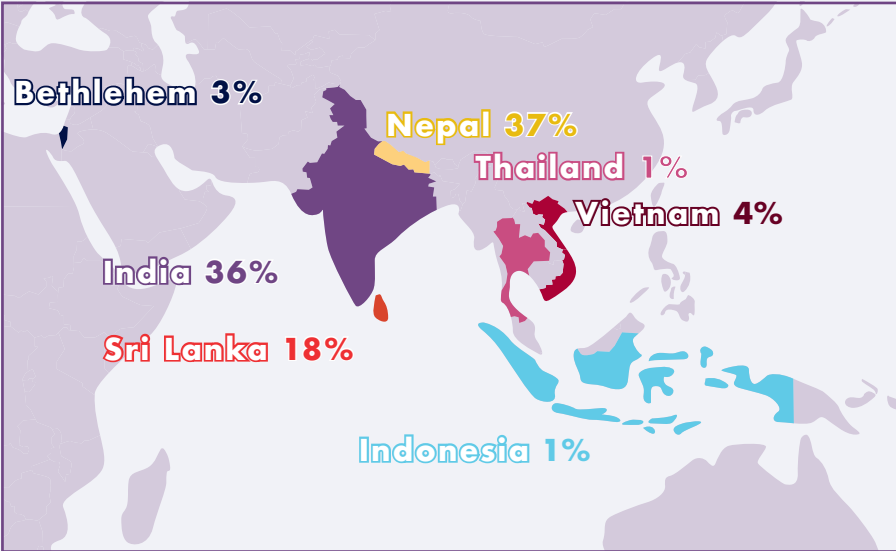 Bethlehem 3%
Nepal 37%
Thailand 1%
Vietnam 4%
India 36%
Sri Lanka 18%
Indonesia 1%